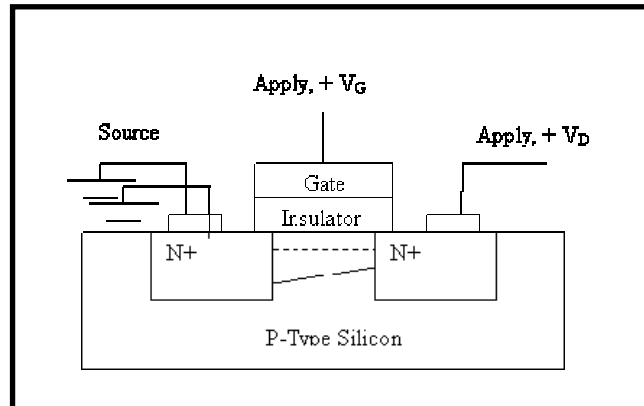 Apply, + VG
Source
Apply, + VD
Gate
Insulator
N+
N+
P-Type Silicon